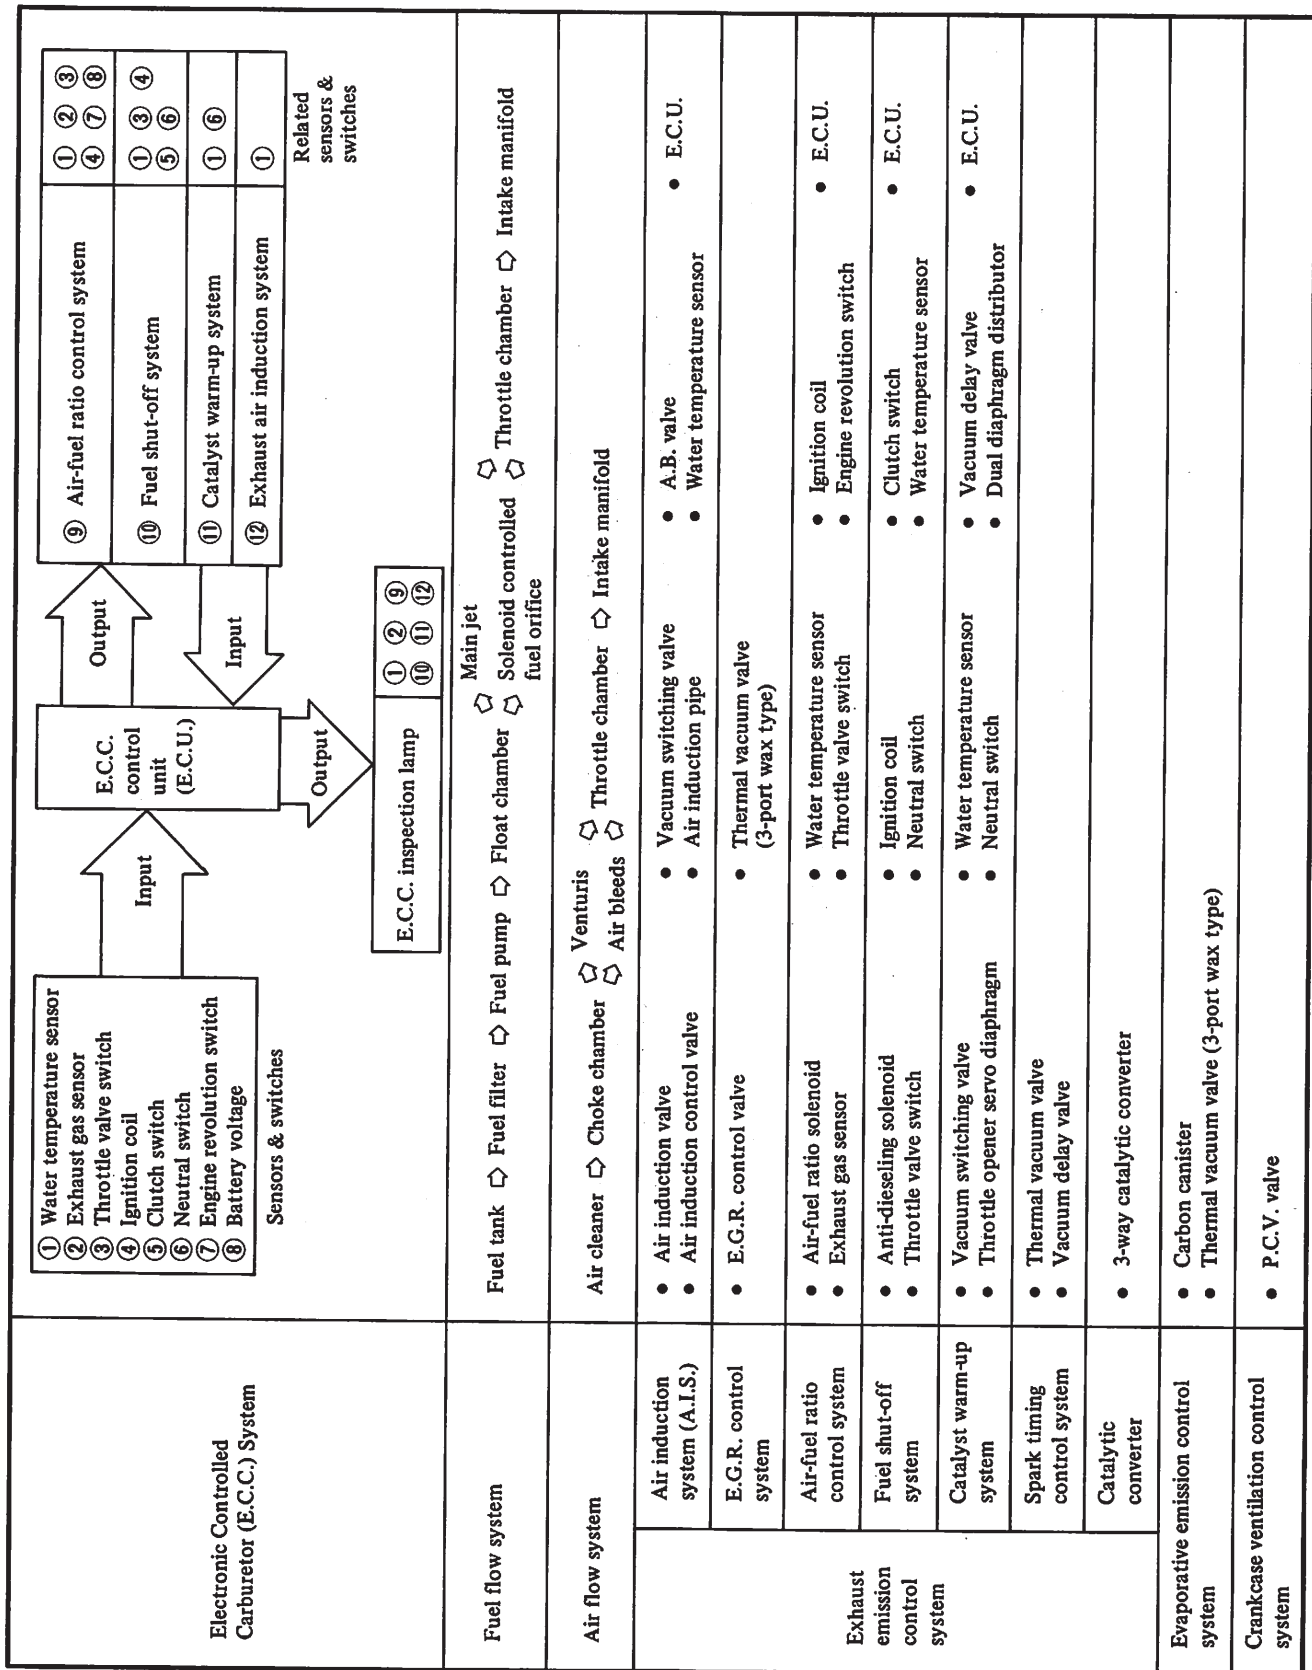 Electronic Controlled
Carburetor (E.C.C.) System
① Water temperature sensor
② Exhaust gas sensor
③ Throttle valve switch
④ Ignition coil
⑤ Clutch switch
⑥ Neutral switch
⑦ Engine revolution switch
⑧ Battery voltage
Sensors & switches
Input
E.C.C.
control
unit
(E.C.U.)
Output
Input
Output
⑨ Air-fuel ratio control system
① ② ③
④ ⑦ ⑧
⑩ Fuel shut-off system
① ③ ④
⑤ ⑥
⑪ Catalyst warm-up system
① ⑥
⑫ Exhaust air induction system
①
Related
sensors &
switches
E.C.C. inspection lamp
① ② ⑨
⑩ ⑪ ⑫
Fuel flow system
Fuel tank ⇨ Fuel filter ⇨ Fuel pump ⇨ Float chamber
Main jet
Solenoid controlled
fuel orifice
Throttle chamber ⇨ Intake manifold
Air flow system
Air cleaner ⇨ Choke chamber
Venturis
Air bleeds
Throttle chamber ⇨ Intake manifold
Exhaust
emission
control
system
Air induction
system (A.I.S.)
• Air induction valve
• Air induction control valve
• Vacuum switching valve
• Air induction pipe
• A.B. valve
• Water temperature sensor
• E.C.U.
E.G.R. control
system
• E.G.R. control valve
• Thermal vacuum valve
(3-port wax type)
Air-fuel ratio
control system
• Air-fuel ratio solenoid
• Exhaust gas sensor
• Water temperature sensor
• Throttle valve switch
• Ignition coil
• Engine revolution switch
• E.C.U.
Fuel shut-off
system
• Anti-dieseling solenoid
• Throttle valve switch
• Ignition coil
• Neutral switch
• Clutch switch
• Water temperature sensor
• E.C.U.
Catalyst warm-up
system
• Vacuum switching valve
• Throttle opener servo diaphragm
• Water temperature sensor
• Neutral switch
• Vacuum delay valve
• Dual diaphragm distributor
• E.C.U.
Spark timing
control system
• Thermal vacuum valve
• Vacuum delay valve
Catalytic
converter
• 3-way catalytic converter
Evaporative emission control
system
• Carbon canister
• Thermal vacuum valve (3-port wax type)
Crankcase ventilation control
system
• P.C.V. valve